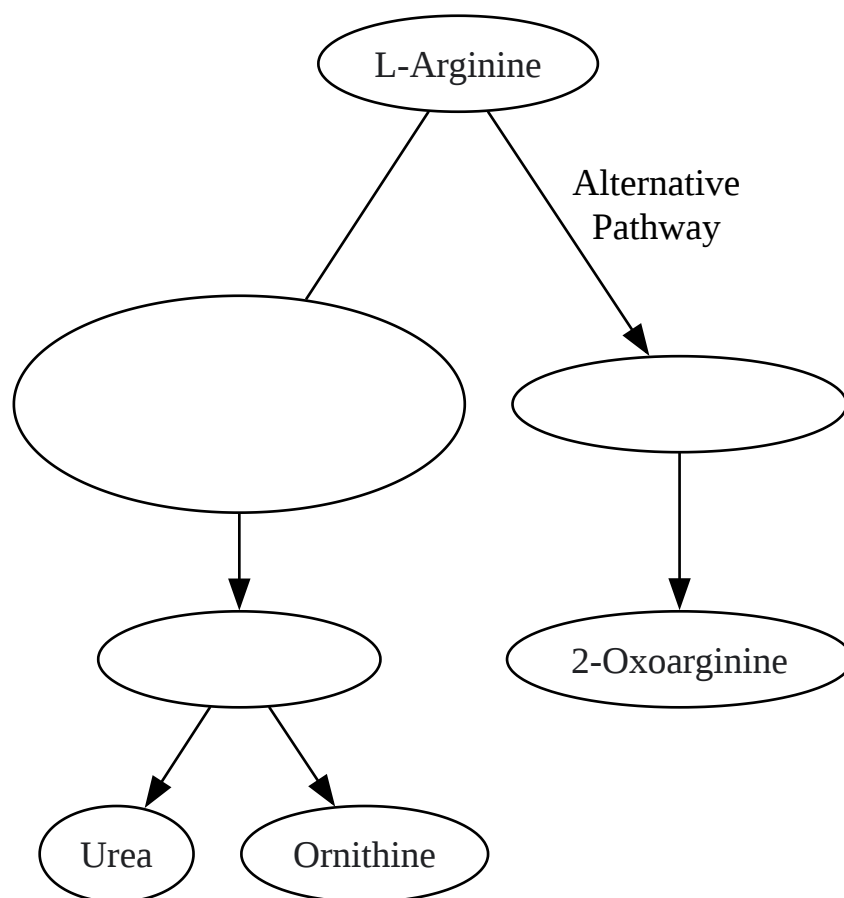 L-Arginine
Alternative
Pathway
2-Oxoarginine
Urea
Ornithine